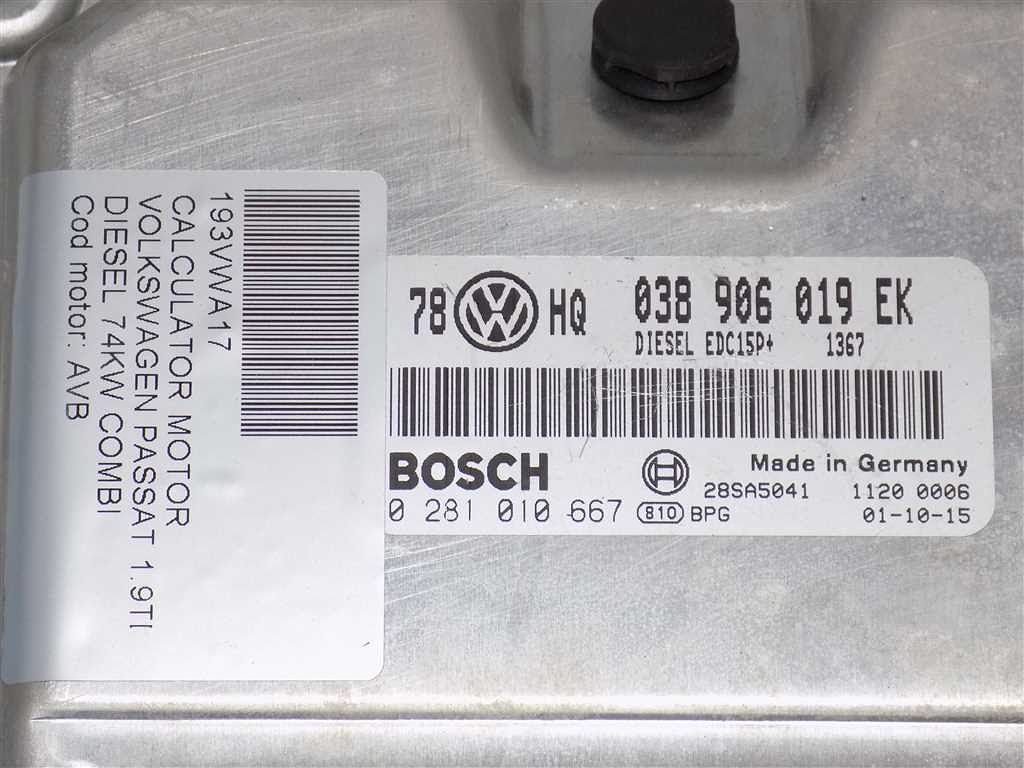 193VWA17
CALCULATOR MOTOR
VOLKSWAGEN PASSAT 1.9TI
DIESEL 74KW COMBI
Cod motor: AVB
78 VW HQ 038 906 019 EK
DIESEL EDC15P+ 1367
BOSCH
Made in Germany
28SA5041 1120 0006
0 281 010 667 810 BPG 01-10-15